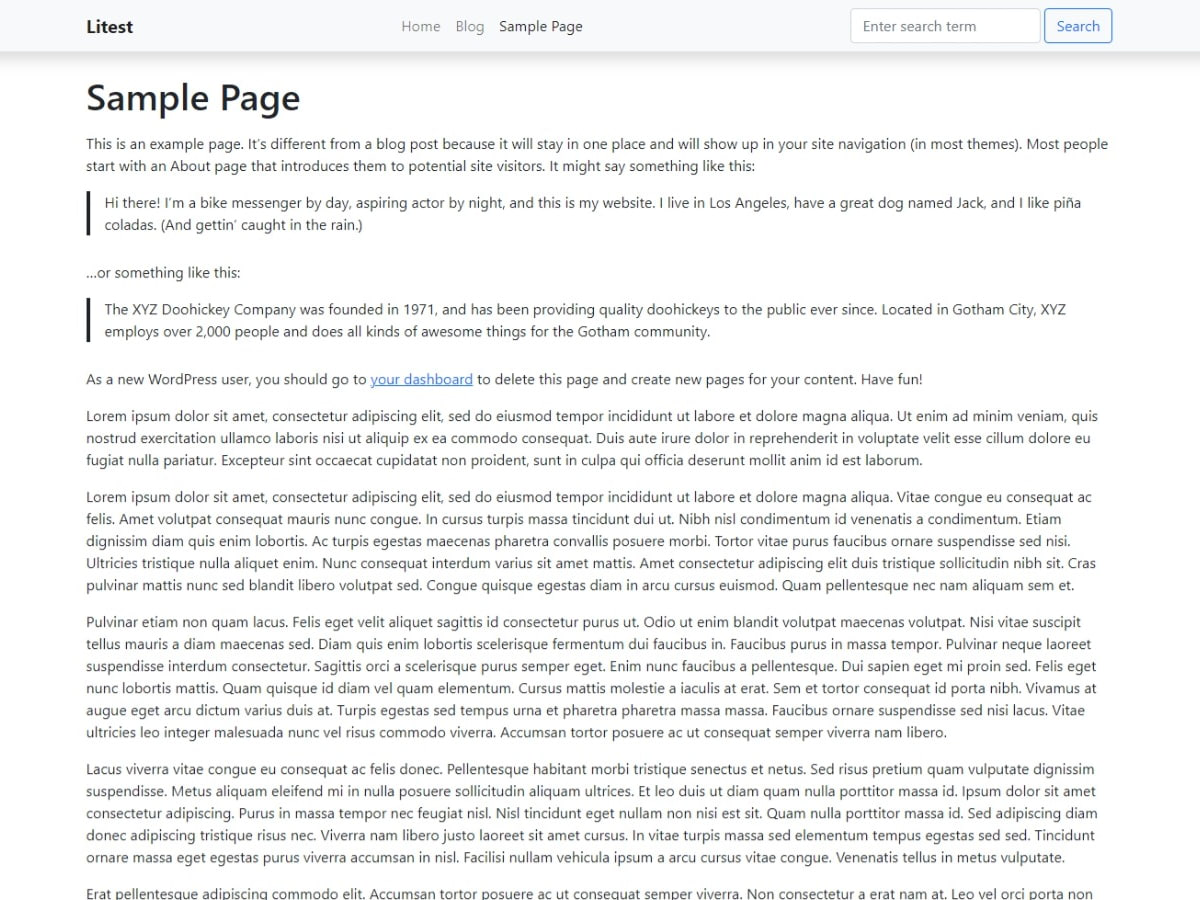 Litest
Home
Blog
Sample Page
Enter search term
Search
Sample Page
This is an example page. It’s different from a blog post because it will stay in one place and will show up in your site navigation (in most themes). Most people
start with an About page that introduces them to potential site visitors. It might say something like this:
Hi there! I’m a bike messenger by day, aspiring actor by night, and this is my website. I live in Los Angeles, have a great dog named Jack, and I like piña
coladas. (And gettin’ caught in the rain.)
…or something like this:
The XYZ Doohickey Company was founded in 1971, and has been providing quality doohickeys to the public ever since. Located in Gotham City, XYZ
employs over 2,000 people and does all kinds of awesome things for the Gotham community.
As a new WordPress user, you should go to your dashboard to delete this page and create new pages for your content. Have fun!
Lorem ipsum dolor sit amet, consectetur adipiscing elit, sed do eiusmod tempor incididunt ut labore et dolore magna aliqua. Ut enim ad minim veniam, quis
nostrud exercitation ullamco laboris nisi ut aliquip ex ea commodo consequat. Duis aute irure dolor in reprehenderit in voluptate velit esse cillum dolore eu
fugiat nulla pariatur. Excepteur sint occaecat cupidatat non proident, sunt in culpa qui officia deserunt mollit anim id est laborum.
Lorem ipsum dolor sit amet, consectetur adipiscing elit, sed do eiusmod tempor incididunt ut labore et dolore magna aliqua. Vitae congue eu consequat ac
felis. Amet volutpat consequat mauris nunc congue. In cursus turpis massa tincidunt dui ut. Nibh nisl condimentum id venenatis a condimentum. Etiam
dignissim diam quis enim lobortis. Ac turpis egestas maecenas pharetra convallis posuere morbi. Tortor vitae purus faucibus ornare suspendisse sed nisi.
Ultricies tristique nulla aliquet enim. Nunc consequat interdum varius sit amet mattis. Amet consectetur adipiscing elit duis tristique sollicitudin nibh sit. Cras
pulvinar mattis nunc sed blandit libero volutpat sed. Congue quisque egestas diam in arcu cursus euismod. Quam pellentesque nec nam aliquam sem et.
Pulvinar etiam non quam lacus. Felis eget velit aliquet sagittis id consectetur purus ut. Odio ut enim blandit volutpat maecenas volutpat. Nisi vitae suscipit
tellus mauris a diam maecenas sed. Diam quis enim lobortis scelerisque fermentum dui faucibus in. Faucibus purus in massa tempor. Pulvinar neque laoreet
suspendisse interdum consectetur. Sagittis orci a scelerisque purus semper eget. Enim nunc faucibus a pellentesque. Dui sapien eget mi proin sed. Felis eget
nunc lobortis mattis. Quam quisque id diam vel quam elementum. Cursus mattis molestie a iaculis at erat. Sem et tortor consequat id porta nibh. Vivamus at
augue eget arcu dictum varius duis at. Turpis egestas sed tempus urna et pharetra pharetra massa massa. Faucibus ornare suspendisse sed nisi lacus. Vitae
ultricies leo integer malesuada nunc vel risus commodo viverra. Accumsan tortor posuere ac ut consequat semper viverra nam libero.
Lacus viverra vitae congue eu consequat ac felis donec. Pellentesque habitant morbi tristique senectus et netus. Sed risus pretium quam vulputate dignissim
suspendisse. Metus aliquam eleifend mi in nulla posuere sollicitudin aliquam ultrices. Et leo duis ut diam quam nulla porttitor massa id. Ipsum dolor sit amet
consectetur adipiscing. Purus in massa tempor nec feugiat nisl. Nisl tincidunt eget nullam non nisi est sit. Quam nulla porttitor massa id. Sed adipiscing diam
donec adipiscing tristique risus nec. Viverra nam libero justo laoreet sit amet cursus. In vitae turpis massa sed elementum tempus egestas sed sed. Tincidunt
ornare massa eget egestas purus viverra accumsan in nisl. Facilisi nullam vehicula ipsum a arcu cursus vitae congue. Venenatis tellus in metus vulputate.
Erat pellentesque adipiscing commodo elit. Accumsan tortor posuere ac ut consequat semper viverra. Non consectetur a erat nam at. Leo vel orci porta non